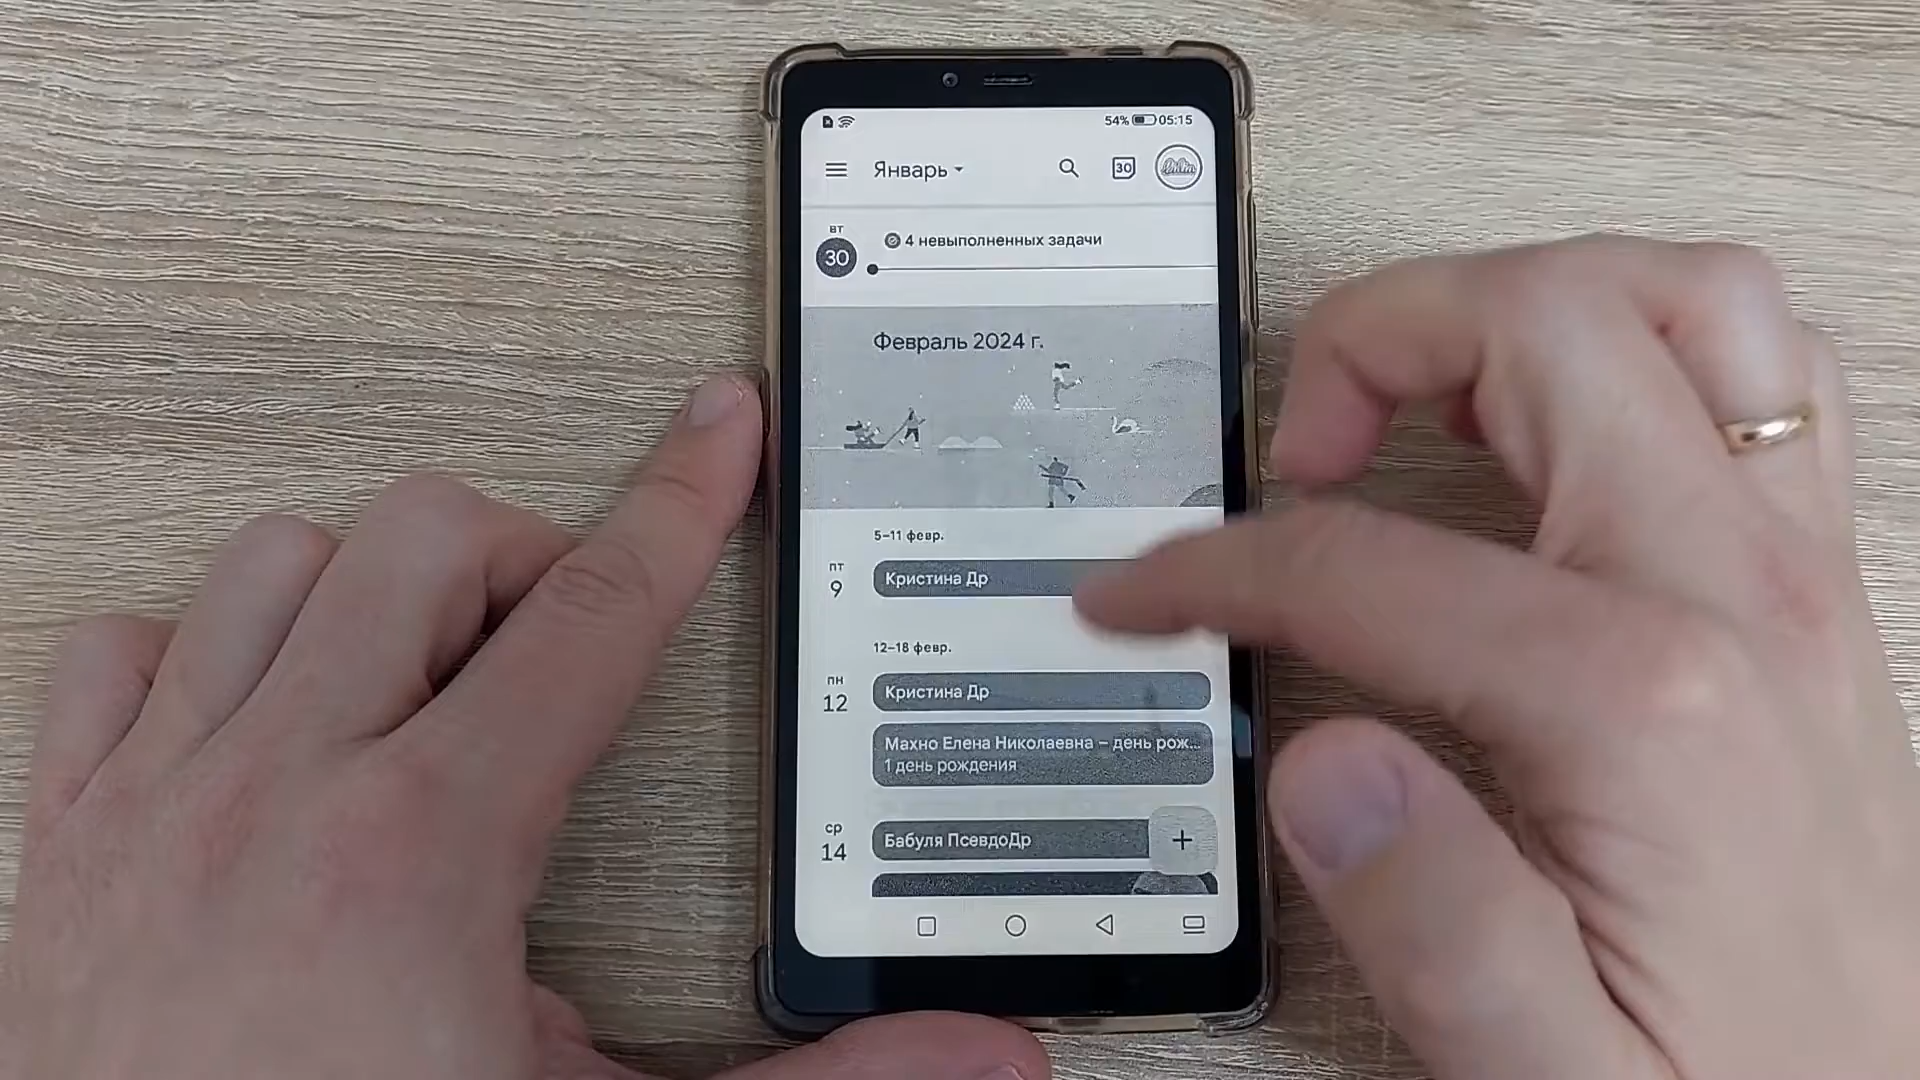 54% 05:15
Январь
30
вт
30
4 невыполненных задачи
Февраль 2024 г.
5–11 февр.
пт
9
Кристина Др
12–18 февр.
пн
12
Кристина Др
Махно Елена Николаевна – день рож...
1 день рождения
ср
14
Бабуля ПсевдоДр
+